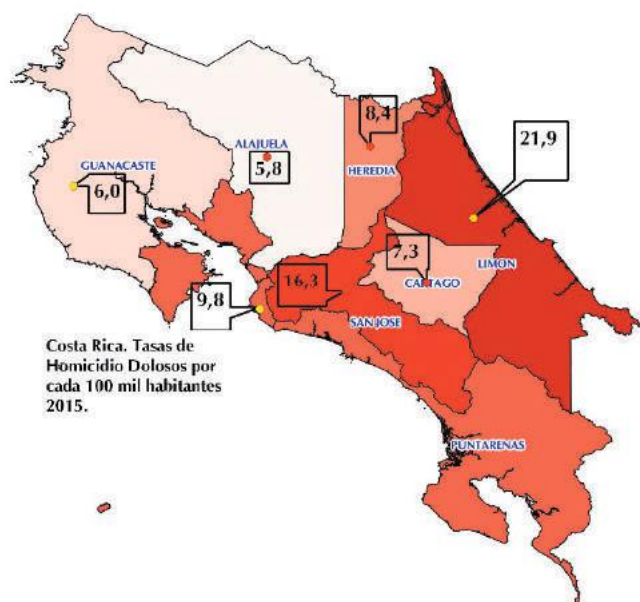 8,4
21,9
ALAJUELA
HEREDIA
GUANACASTE
5,8
6,0
7,3
LIMON
CARTAGO
16,3
9,8
SAN JOSE
Costa Rica. Tasas de
Homicidio Dolosos por
cada 100 mil habitantes
2015.
PUNTARENAS